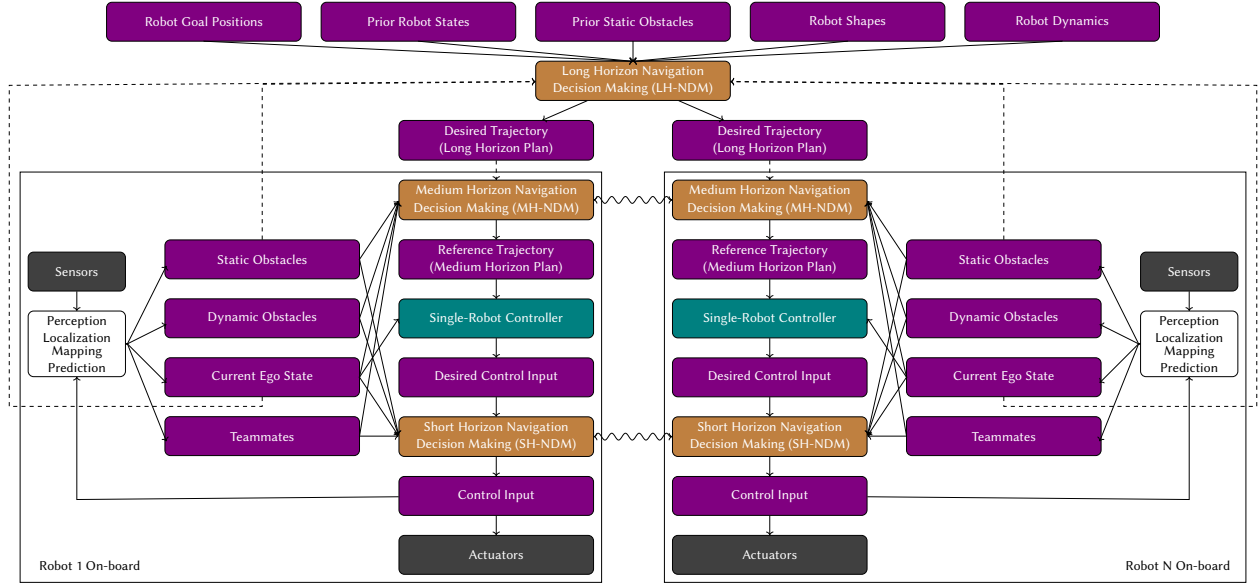 Robot Goal Positions
Prior Robot States
Prior Static Obstacles
Robot Shapes
Robot Dynamics
Long Horizon Navigation
Decision Making (LH-NDM)
Desired Trajectory
(Long Horizon Plan)
Desired Trajectory
(Long Horizon Plan)
Medium Horizon Navigation
Decision Making (MH-NDM)
Medium Horizon Navigation
Decision Making (MH-NDM)
Sensors
Perception
Localization
Mapping
Prediction
Static Obstacles
Dynamic Obstacles
Current Ego State
Teammates
Reference Trajectory
(Medium Horizon Plan)
Single-Robot Controller
Desired Control Input
Short Horizon Navigation
Decision Making (SH-NDM)
Control Input
Actuators
Robot 1 On-board
Reference Trajectory
(Medium Horizon Plan)
Single-Robot Controller
Desired Control Input
Short Horizon Navigation
Decision Making (SH-NDM)
Control Input
Actuators
Static Obstacles
Dynamic Obstacles
Current Ego State
Teammates
Sensors
Perception
Localization
Mapping
Prediction
Robot N On-board